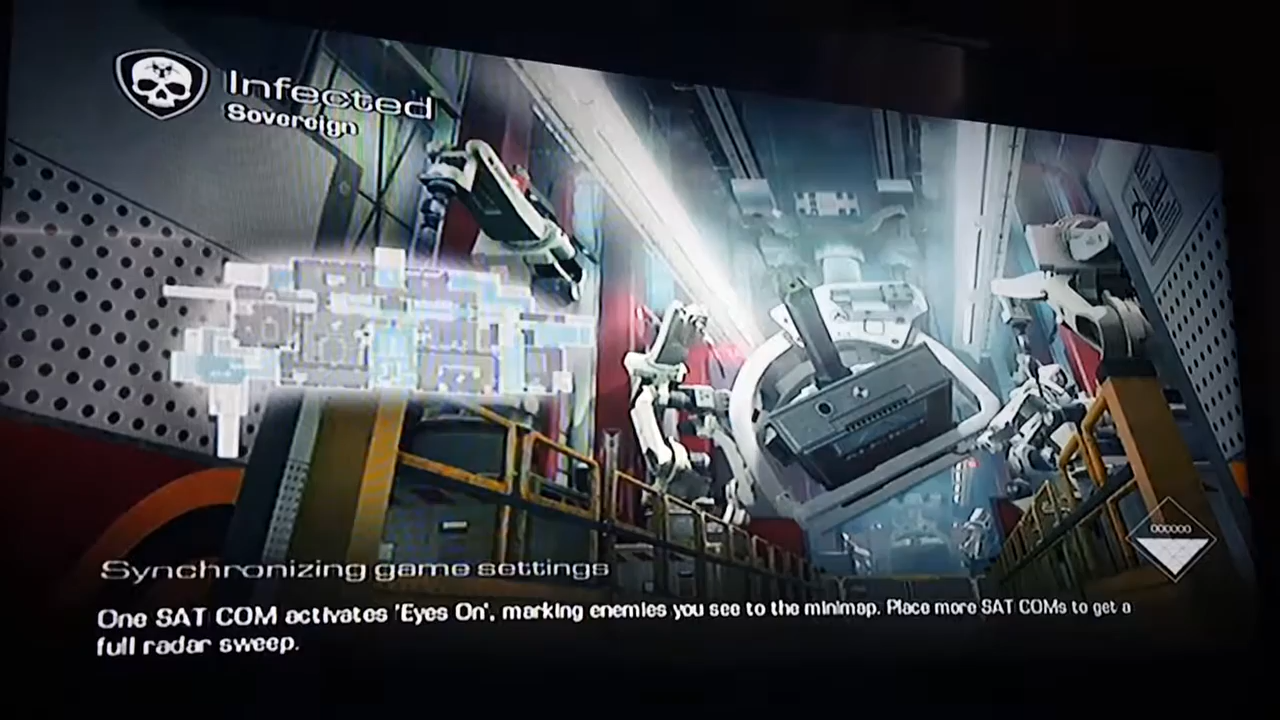 Infected
Sovereign
000000
Synchronizing game settings
One SAT COM activates 'Eyes On', marking enemies you see to the minimap. Place more SAT COMs to get a
full radar sweep.